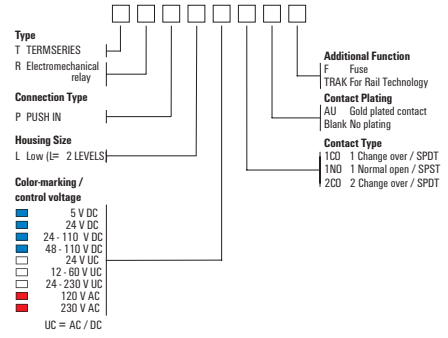 Type
T TERMSERIES
R Electromechanical
relay
Connection Type
P PUSH IN
Housing Size
L Low (L= 2 LEVELS)
Color-marking /
control voltage
5 V DC
24 V DC
24 - 110 V DC
48 - 110 V DC
24 V UC
12 - 60 V UC
24 - 230 V UC
120 V AC
230 V AC
UC = AC / DC
Additional Function
F Fuse
TRAK For Rail Technology
Contact Plating
AU Gold plated contact
Blank No plating
Contact Type
1CO 1 Change over / SPDT
1NO 1 Normal open / SPST
2CO 2 Change over / SPDT